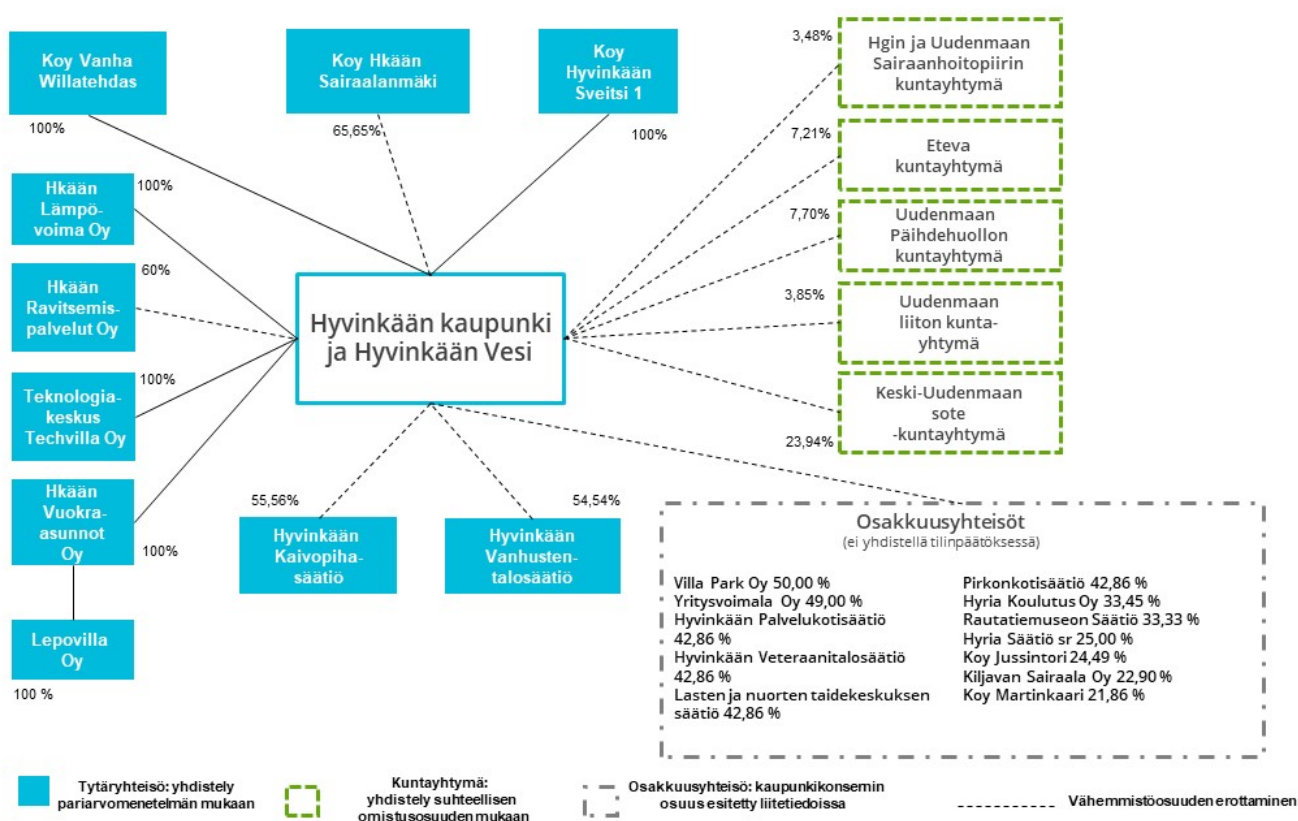 Koy Vanha
Willatehdas
100%
Koy Hkään
Sairaalanmäki
65,65%
Koy
Hyvinkään
Sveitsi 1
100%
3,48%
Hgin ja Uudenmaan
Sairaanhoitopiirin
kuntayhtymä
7,21%
Eteva
kuntayhtymä
7,70%
Uudenmaan
Päihdehuollon
kuntayhtymä
3,85%
Uudenmaan
liiton kunta-
yhtymä
Keski-Uudenmaan
sote
-kuntayhtymä
23,94%
Hkään
Lämpö-
voima Oy
100%
Hkään
Ravitsemis-
palvelut Oy
60%
Teknologia-
keskus
Techvilla Oy
100%
Hkään
Vuokra-
asunnot
Oy
100%
Lepovilla
Oy
100 %
Hyvinkään kaupunki
ja Hyvinkään Vesi
55,56%
Hyvinkään
Kaivopiha-
säätiö
54,54%
Hyvinkään
Vanhusten-
talosäätiö
Osakkuusyhteisöt
(ei yhdistellä tilinpäätöksessä)
Villa Park Oy 50,00 %
Yritysvoimala Oy 49,00 %
Hyvinkään Palvelukotisäätiö
42,86 %
Hyvinkään Veteraanitalosäätiö
42,86 %
Lasten ja nuorten taidekeskuksen
säätiö 42,86 %
Pirkonkotisäätiö 42,86 %
Hyria Koulutus Oy 33,45 %
Rautatiemuseon Säätiö 33,33 %
Hyria Säätiö sr 25,00 %
Koy Jussintori 24,49 %
Kiljavan Sairaala Oy 22,90 %
Koy Martinkaari 21,86 %
Tytäryhteisö: yhdistely
pariarvomenetelmän mukaan
Kuntayhtymä:
yhdistely suhteellisen
omistusosuuden mukaan
Osakkuusyhteisö: kaupunkikonsernin
osuus esitetty liitetiedoissa
Vähemmistöosuuden erottaminen